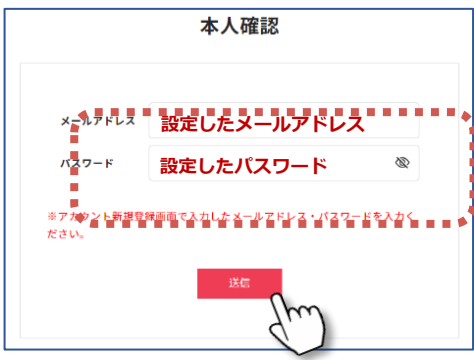 本人確認
メールアドレス 設定したメールアドレス
パスワード 設定したパスワード
※アカウント新規登録画面で入力したメールアドレス・パスワードを入力く
ださい。
送信